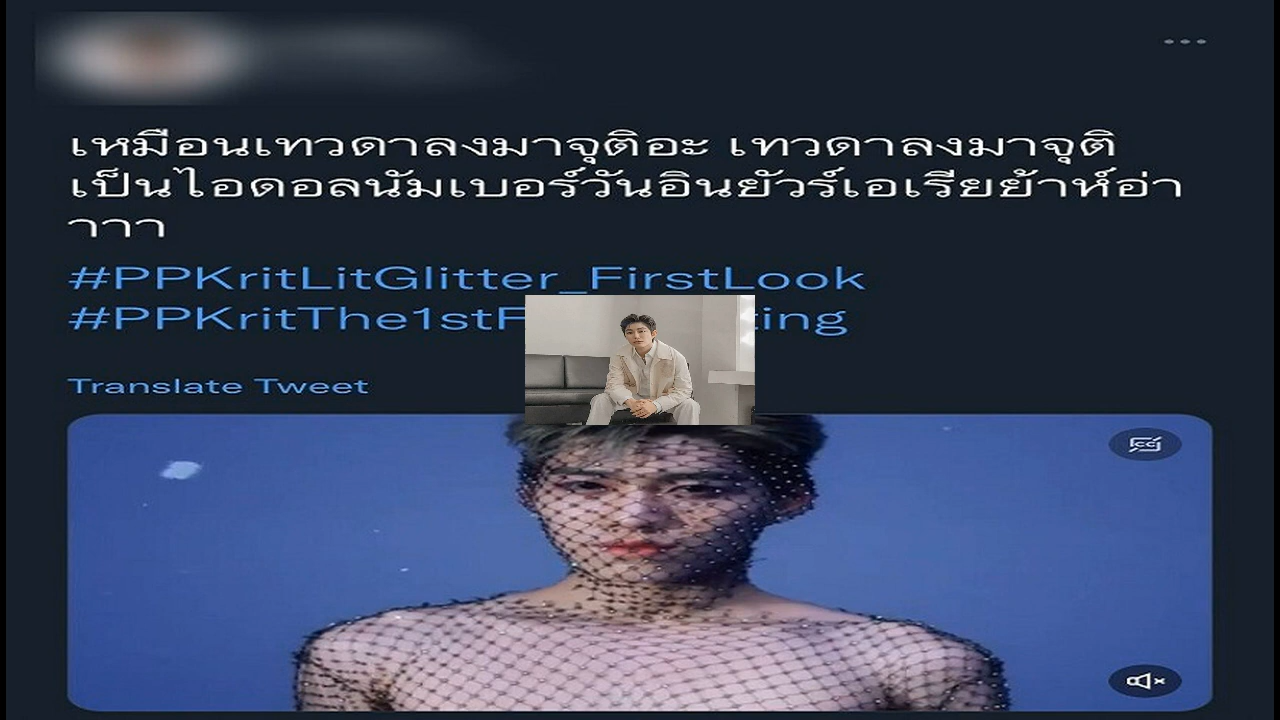 เหมือนเทวดาลงมาจุติอะ เทวดาลงมาจุติ
เป็นไอดอลนัมเบอร์วันอินยัวร์เอเรียย้าห์อ่า
าาา
#PPKritLitGlitter_FirstLook
#PPKritThe1stF ting
Translate Tweet
CC